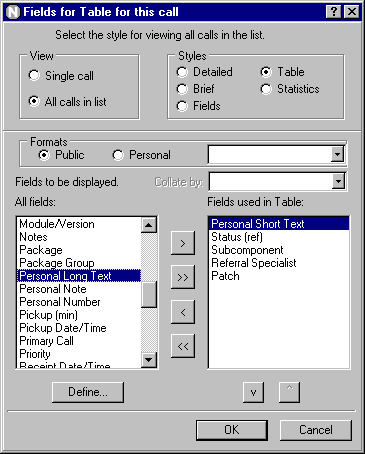 N Fields for Table for this call ? ×
Select the style for viewing all calls in the list.
View
Single call
All calls in list
Styles
Detailed
Table
Brief
Statistics
Fields
Formats
Public
Personal
Fields to be displayed.
Collate by:
All fields:
Module/Version
Notes
Package
Package Group
Personal Long Text
Personal Note
Personal Number
Pickup (min)
Pickup Date/Time
Primary Call
Priority
Receipt Date/Time
>
>>
<
<<
Fields used in Table:
Personal Short Text
Status (ref)
Subcomponent
Referral Specialist
Patch
Define...
v
^
OK
Cancel